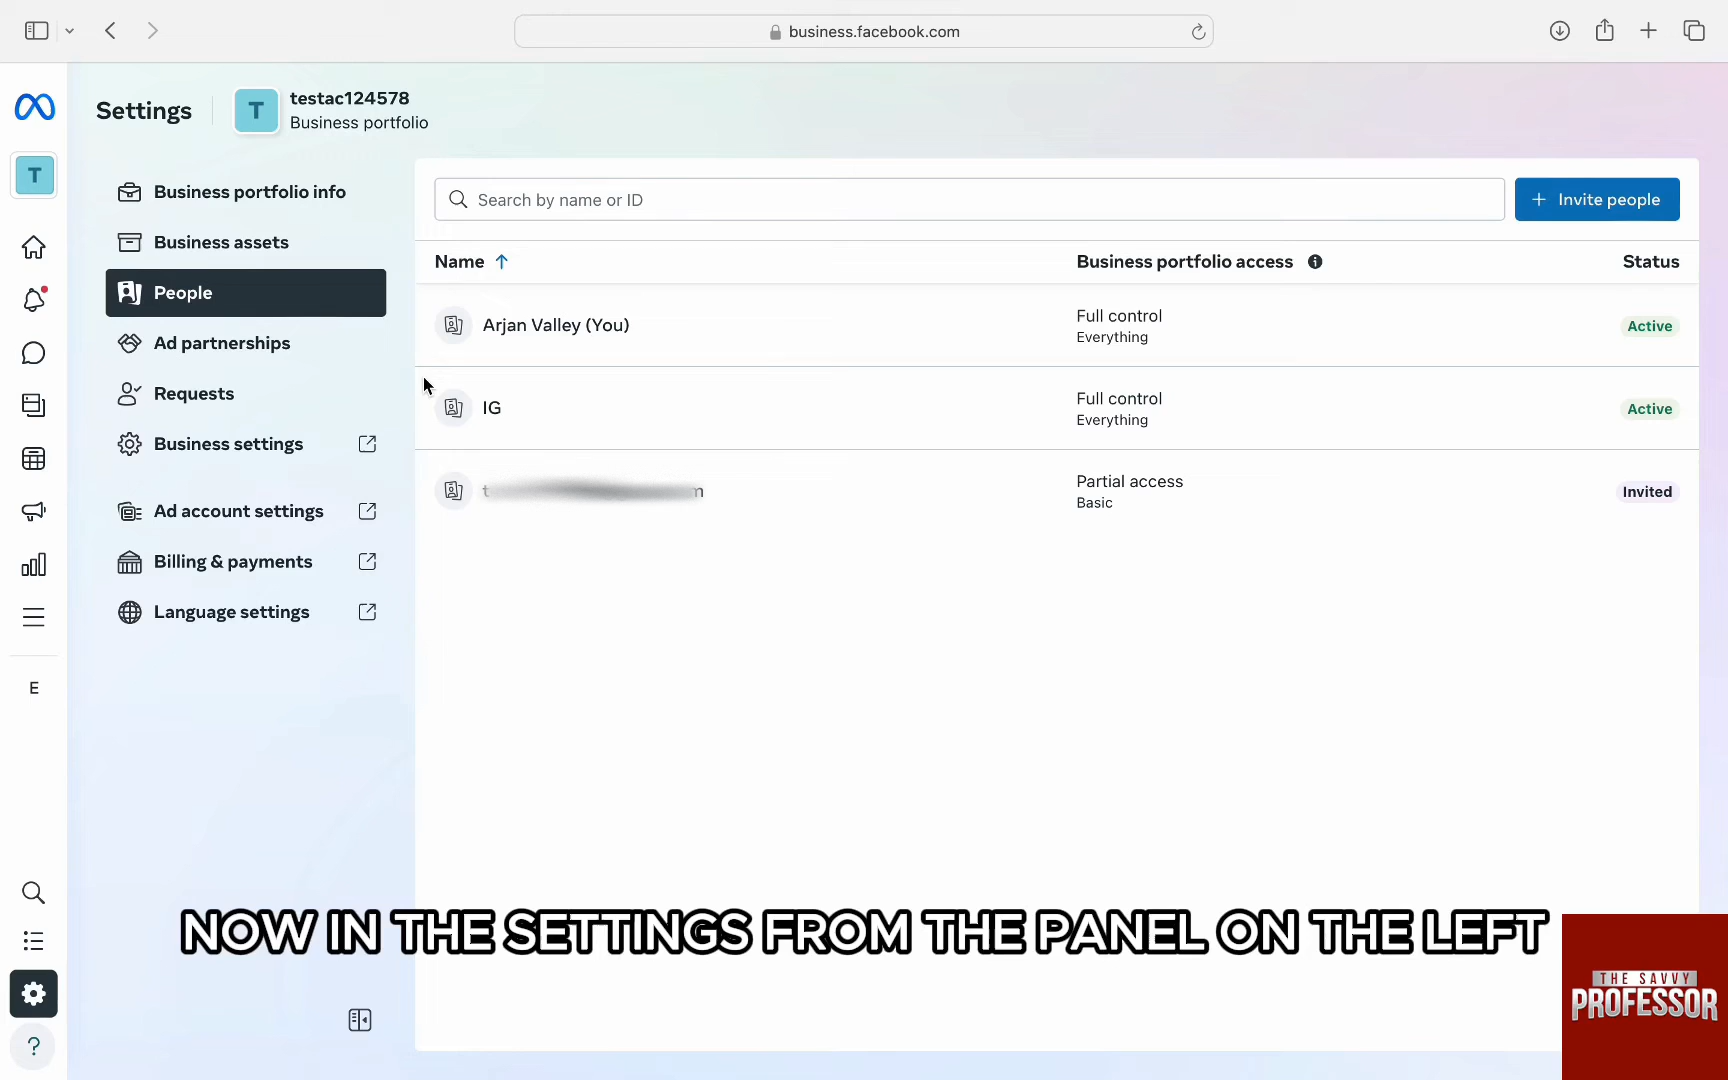 business.facebook.com
Settings
T
testac124578
Business portfolio
T
Business portfolio info
Business assets
People
Ad partnerships
Requests
Business settings
Ad account settings
Billing & payments
Language settings
E
?
Search by name or ID
+ Invite people
Name
Business portfolio access
Status
Arjan Valley (You)
Full control
Everything
Active
IG
Full control
Everything
Active
Partial access
Basic
Invited
NOW IN THE SETTINGS FROM THE PANEL ON THE LEFT
THE SAVVY
PROFESSOR